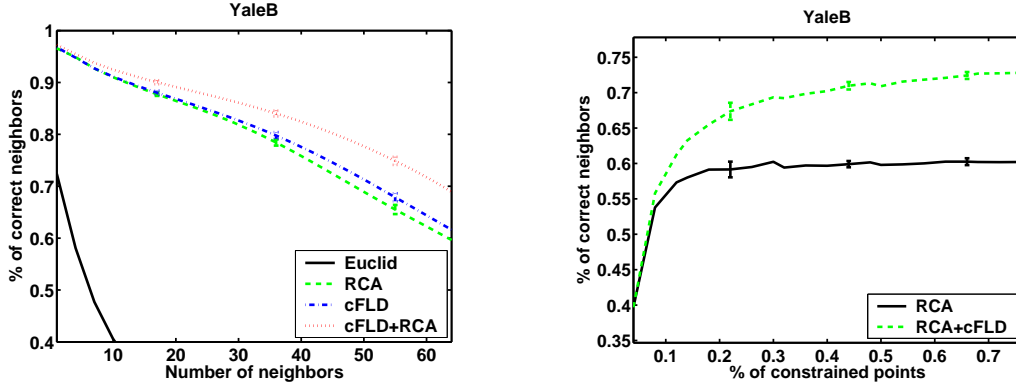 YaleB
% of correct neighbors
1
0.9
0.8
0.7
0.6
0.5
0.4
10 20 30 40 50 60
Number of neighbors
Euclid
RCA
cFLD
cFLD+RCA
YaleB
% of correct neighbors
0.75
0.7
0.65
0.6
0.55
0.5
0.45
0.4
0.35
0.1 0.2 0.3 0.4 0.5 0.6 0.7
% of constrained points
RCA
RCA+cFLD